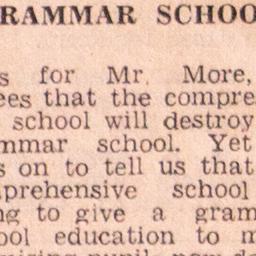 RAMMAR SCHOO
s for Mr. More,
ees that the compre
school will destroy
mmar school. Yet
s on to tell us that
prehensive school
ng to give a gram
ool education to m